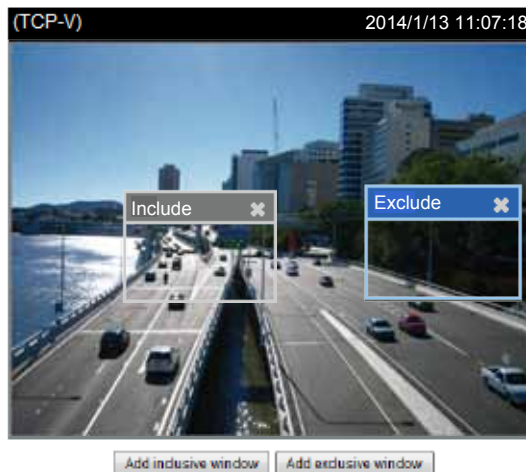 (TCP-V) 2014/1/13 11:07:18
Include
Exclude
Add inclusive window Add exclusive window